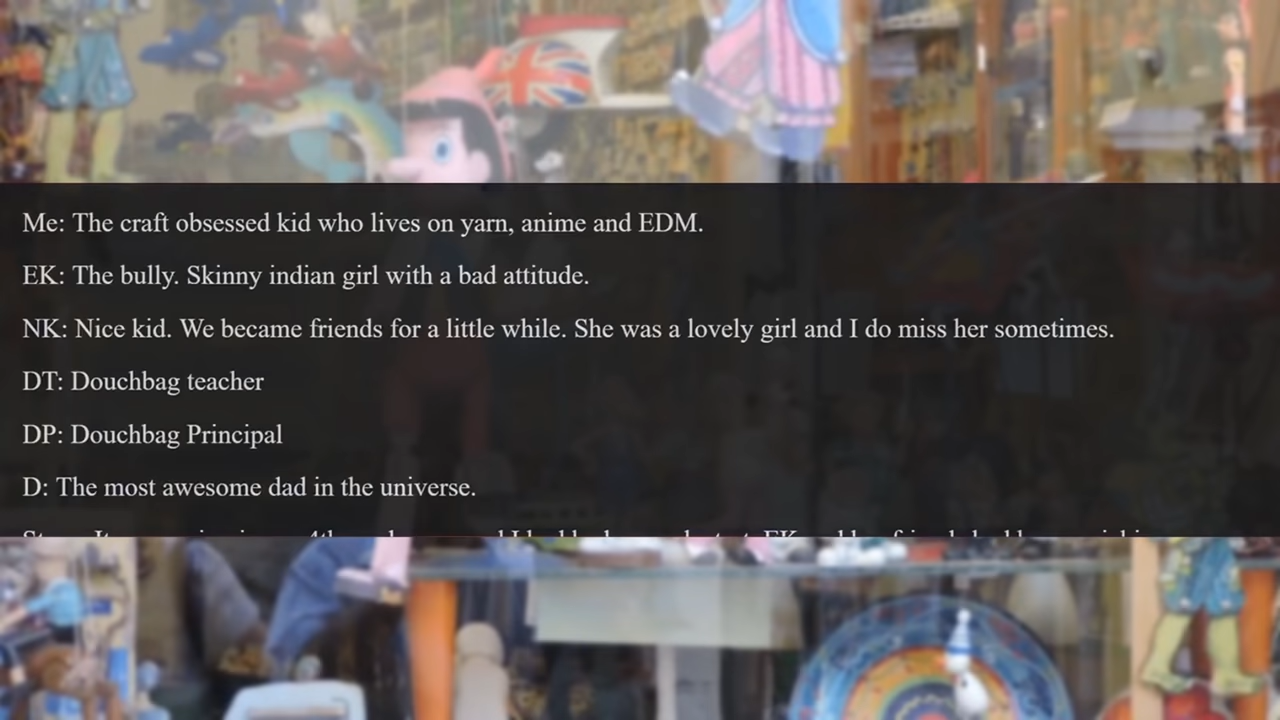 Me: The craft obsessed kid who lives on yarn, anime and EDM.
EK: The bully. Skinny indian girl with a bad attitude.
NK: Nice kid. We became friends for a little while. She was a lovely girl and I do miss her sometimes.
DT: Douchbag teacher
DP: Douchbag Principal
D: The most awesome dad in the universe.